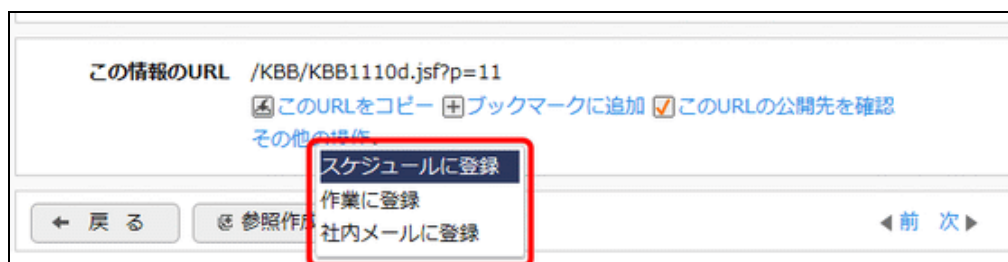 この情報のURL /KBB/KBB1110d.jsf?p=11
このURLをコピー ブックマークに追加 このURLの公開先を確認
その他の操作.
スケジュールに登録
作業に登録
社内メールに登録
← 戻 る 参照作成 ◀前 次▶